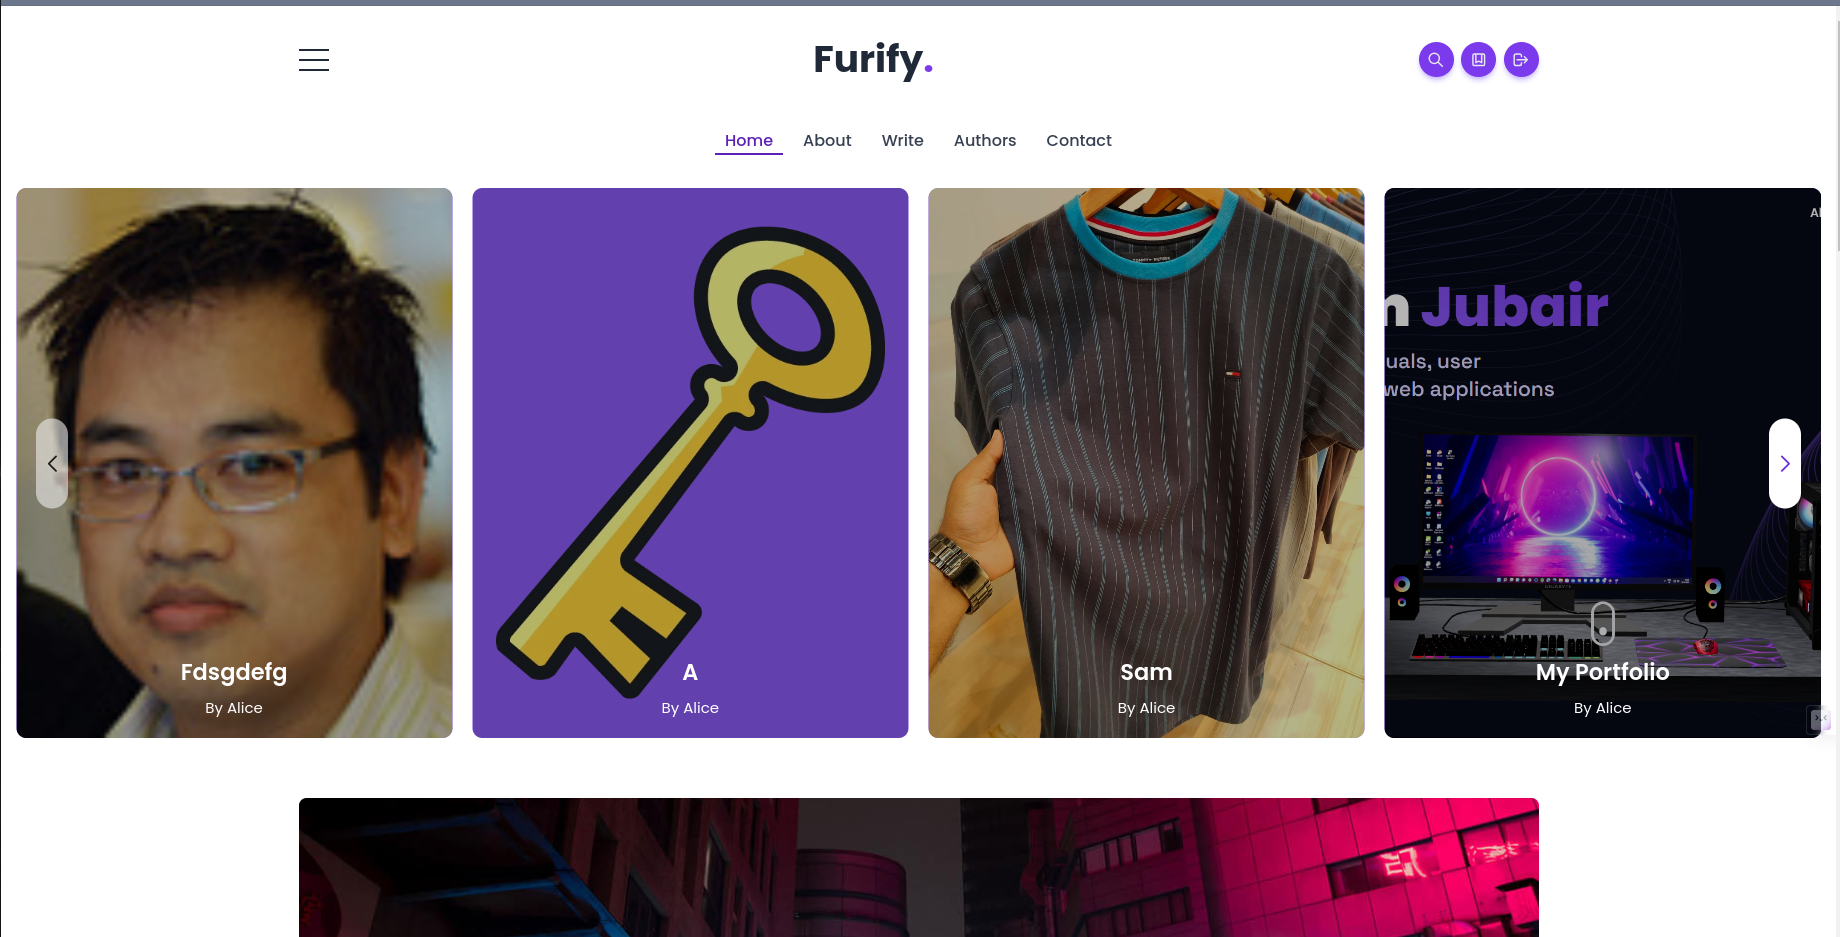 Furify.
Home About Write Authors Contact
Jubair
uals, user
web applications
Fdsgdefg
By Alice
A
By Alice
Sam
By Alice
My Portfolio
By Alice